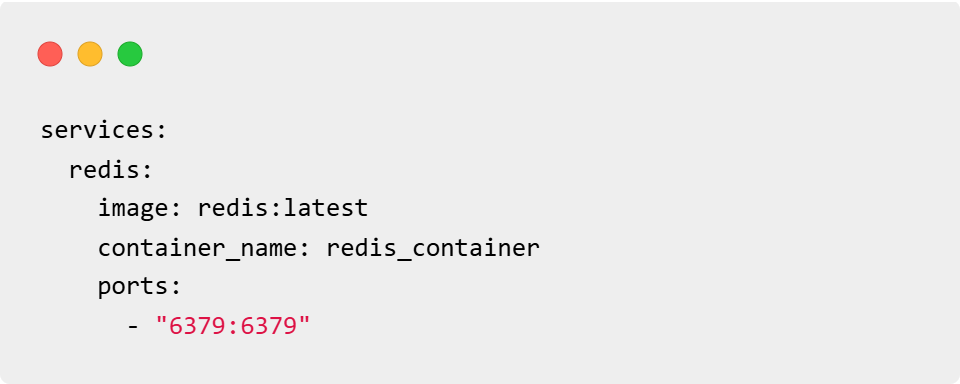 services:
  redis:
    image: redis:latest
    container_name: redis_container
    ports:
      - "6379:6379"